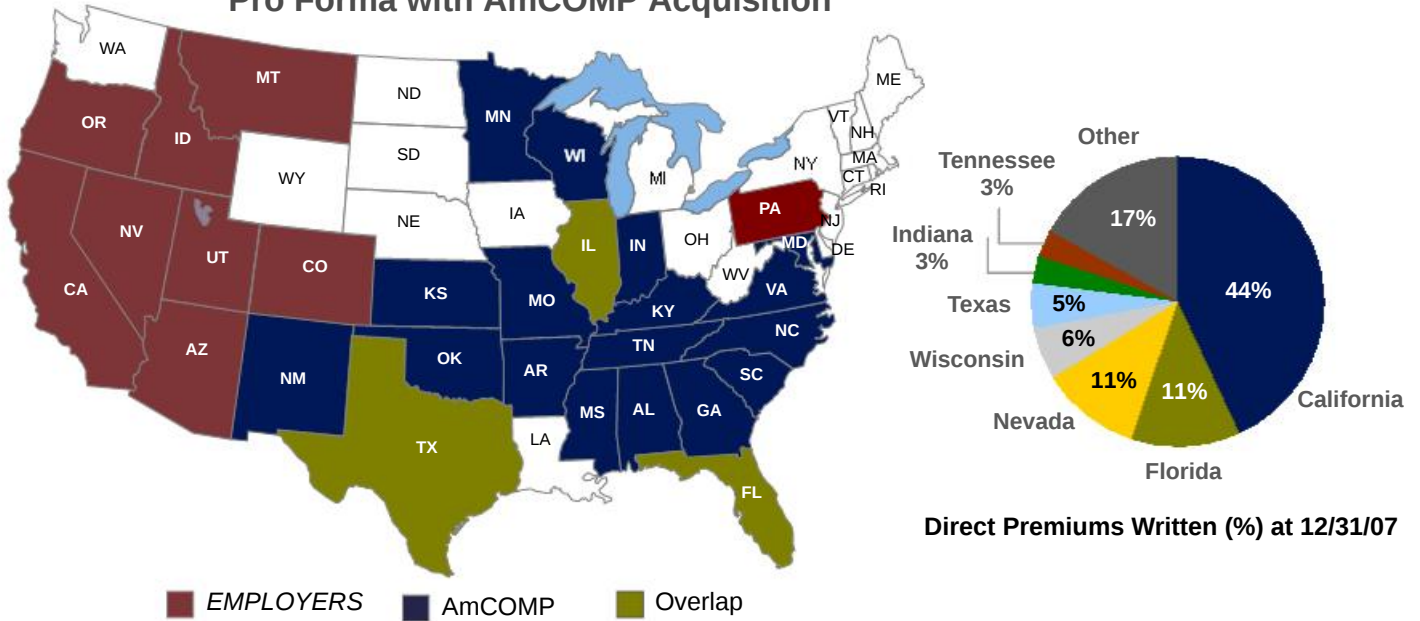 Pro Forma with AmCOMP Acquisition
WA
MT
ND
MN
OR
ID
SD
WI
WY
MI
NY
VT
NH
ME
MA
CT
RI
NE
IA
PA
NJ
NV
UT
CO
IL
IN
OH
MD
DE
WV
CA
KS
MO
KY
VA
AZ
NM
OK
AR
TN
NC
SC
MS
AL
GA
TX
LA
FL
EMPLOYERS
AmCOMP
Overlap
Other
Tennessee
3%
17%
Indiana
3%
44%
Texas
5%
6%
Wisconsin
11%
11%
California
Nevada
Florida
Direct Premiums Written (%) at 12/31/07